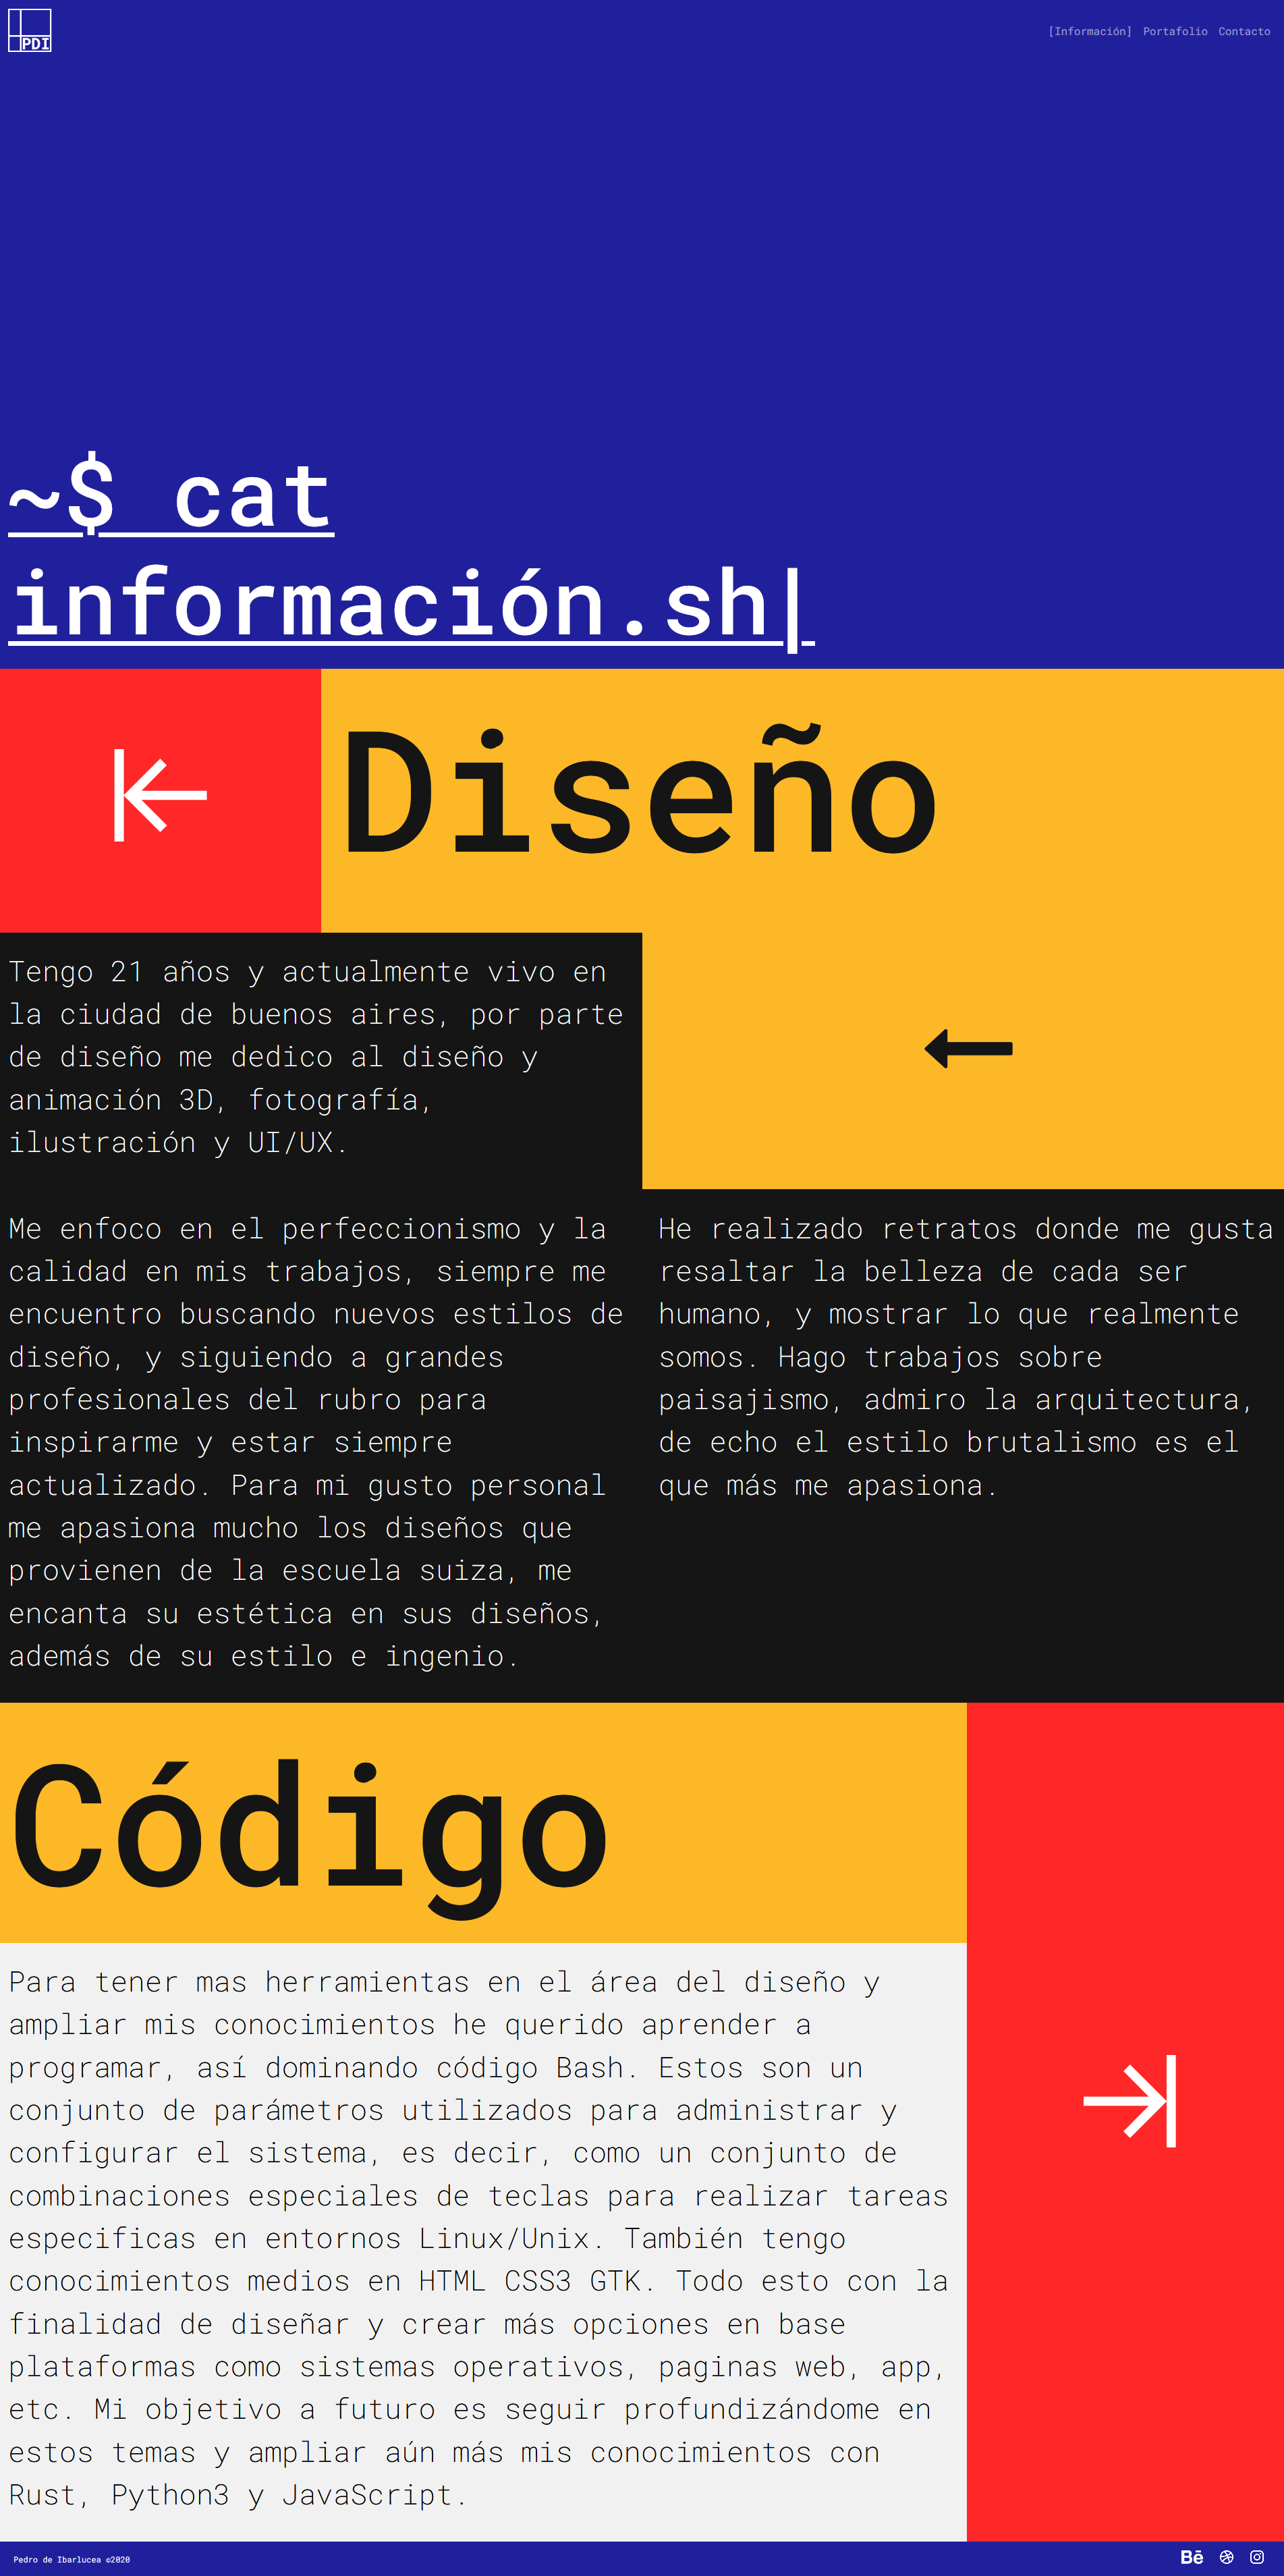 PDI
[Información] Portafolio Contacto
~$ cat
información.sh|
Diseño
Tengo 21 años y actualmente vivo en
la ciudad de buenos aires, por parte
de diseño me dedico al diseño y
animación 3D, fotografía,
ilustración y UI/UX.
Me enfoco en el perfeccionismo y la
calidad en mis trabajos, siempre me
encuentro buscando nuevos estilos de
diseño, y siguiendo a grandes
profesionales del rubro para
inspirarme y estar siempre
actualizado. Para mi gusto personal
me apasiona mucho los diseños que
provienen de la escuela suiza, me
encanta su estética en sus diseños,
además de su estilo e ingenio.
He realizado retratos donde me gusta
resaltar la belleza de cada ser
humano, y mostrar lo que realmente
somos. Hago trabajos sobre
paisajismo, admiro la arquitectura,
de echo el estilo brutalismo es el
que más me apasiona.
Código
Para tener mas herramientas en el área del diseño y
ampliar mis conocimientos he querido aprender a
programar, así dominando código Bash. Estos son un
conjunto de parámetros utilizados para administrar y
configurar el sistema, es decir, como un conjunto de
combinaciones especiales de teclas para realizar tareas
especificas en entornos Linux/Unix. También tengo
conocimientos medios en HTML CSS3 GTK. Todo esto con la
finalidad de diseñar y crear más opciones en base
plataformas como sistemas operativos, paginas web, app,
etc. Mi objetivo a futuro es seguir profundizándome en
estos temas y ampliar aún más mis conocimientos con
Rust, Python3 y JavaScript.
Pedro de Ibarlucea ©2020
Bē